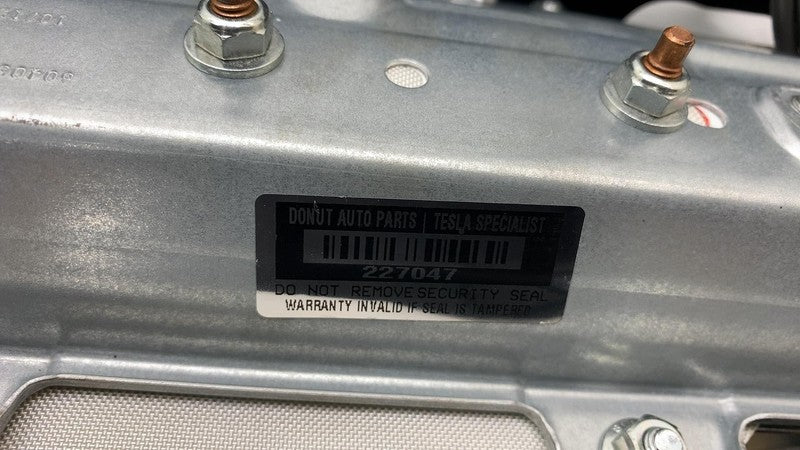 DONUT AUTO PARTS | TESLA SPECIALIST
227047
DO NOT REMOVE SECURITY SEAL
WARRANTY INVALID IF SEAL IS TAMPERED